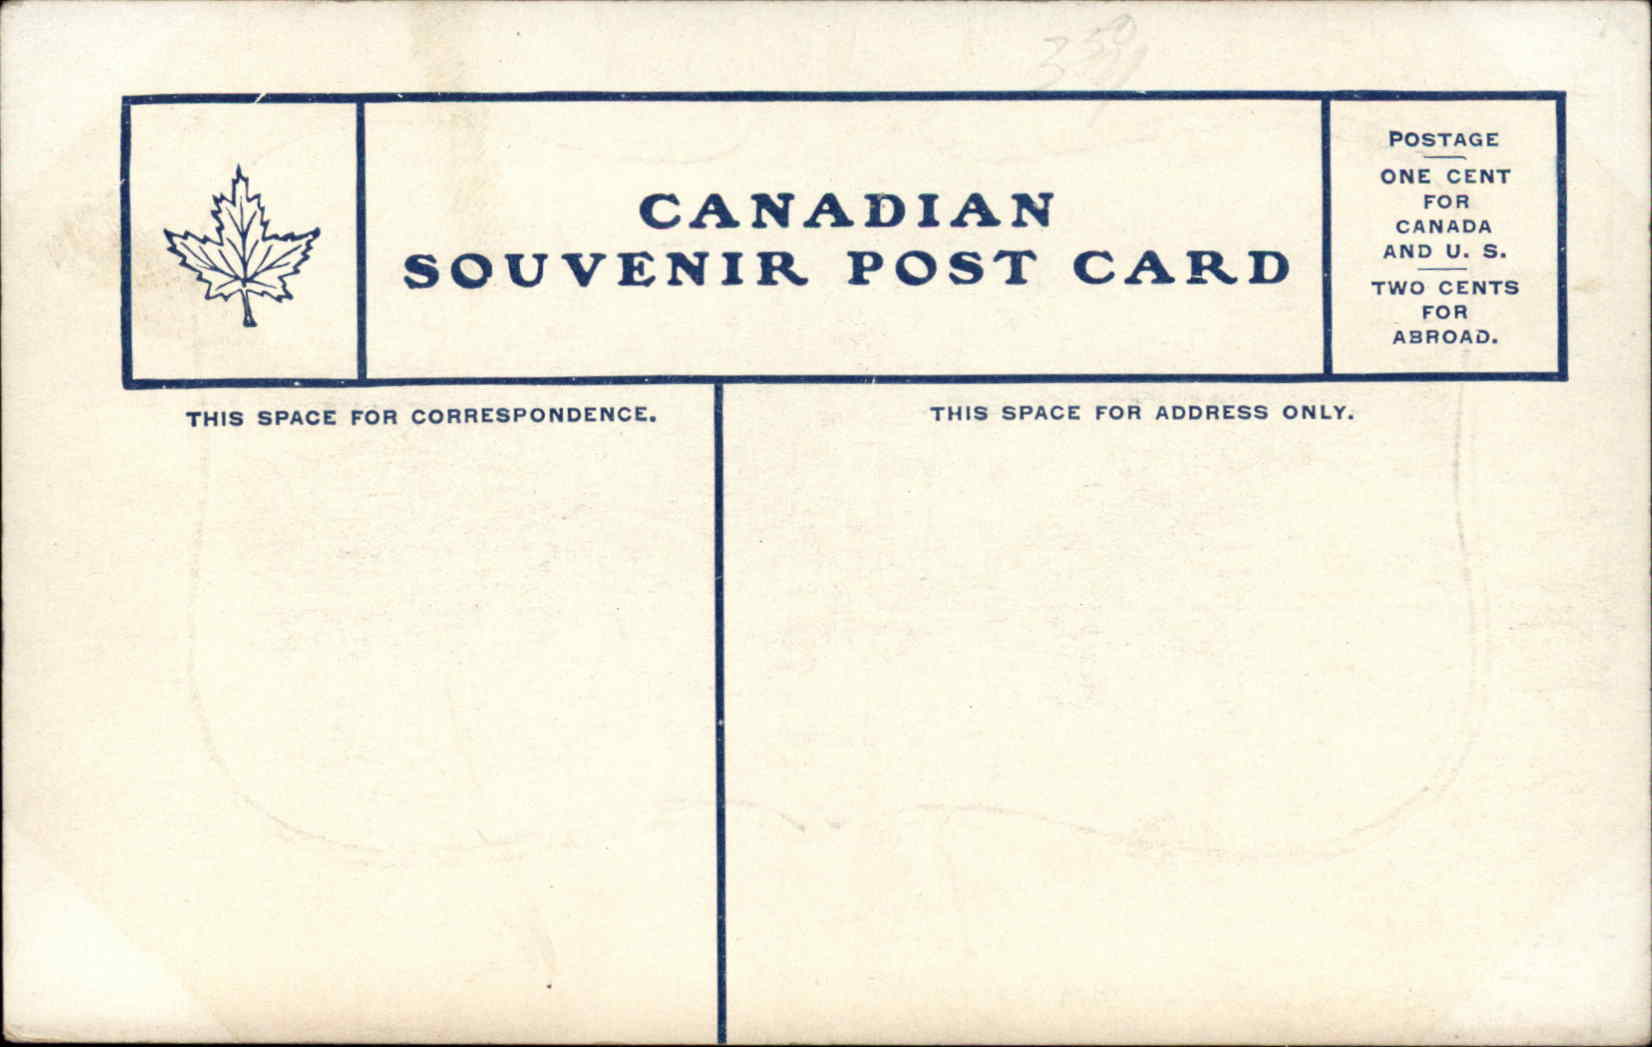 CANADIAN
SOUVENIR POST CARD
POSTAGE
ONE CENT
FOR
CANADA
AND U. S.
TWO CENTS
FOR
ABROAD.
THIS SPACE FOR CORRESPONDENCE.
THIS SPACE FOR ADDRESS ONLY.